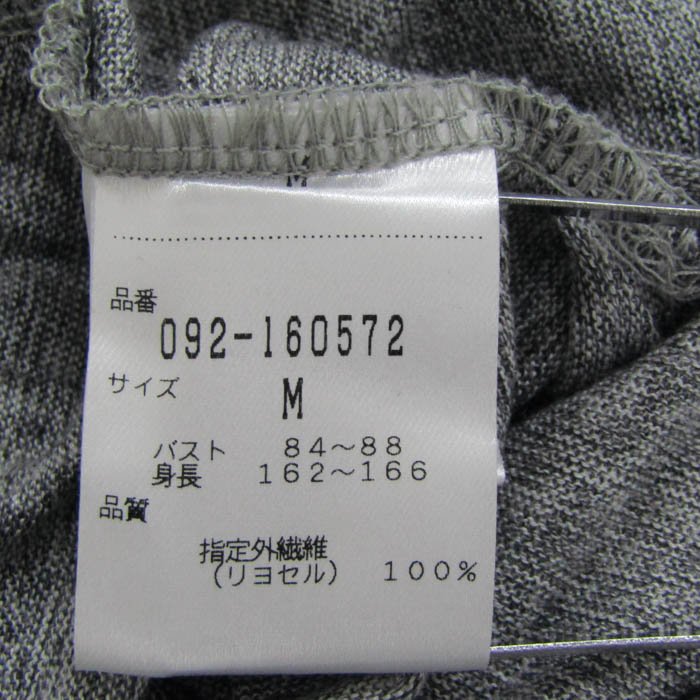 M
品番
092-160572
サイズ
M
バスト 84～88
身長 162～166
品質
指定外繊維
(リヨセル) 100%